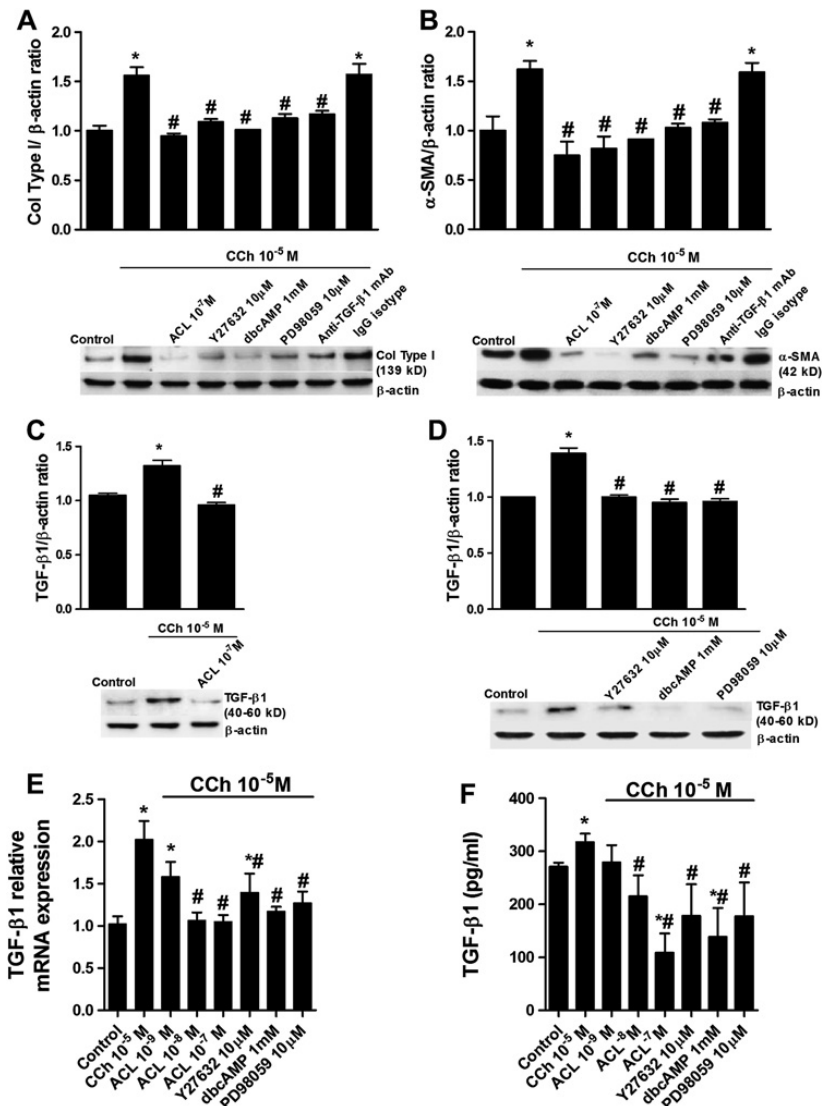 A
Col Type I/ β-actin ratio
2.0
1.5
1.0
0.5
0.0
*
#
#
#
#
#
*
CCh 10⁻⁵ M
Control
ACL 10⁻⁷M
Y27632 10μM
dbcAMP 1mM
PD98059 10μM
Anti-TGF-β1 mAb
IgG isotype
Col Type I
(139 kD)
β-actin
B
α-SMA/β-actin ratio
2.0
1.5
1.0
0.5
0.0
*
#
#
#
#
#
*
CCh 10⁻⁵ M
Control
ACL 10⁻⁷M
Y27632 10μM
dbcAMP 1mM
PD98059 10μM
Anti-TGF-β1 mAb
IgG isotype
α-SMA
(42 kD)
β-actin
C
TGF-β1/β-actin ratio
1.5
1.0
0.5
0.0
*
#
CCh 10⁻⁵ M
Control
ACL 10⁻⁷M
TGF-β1
(40-60 kD)
β-actin
D
TGF-β1/β-actin ratio
1.5
1.0
0.5
0.0
*
#
#
#
CCh 10⁻⁵ M
Control
Y27632 10μM
dbcAMP 1mM
PD98059 10μM
TGF-β1
(40-60 kD)
β-actin
E
CCh 10⁻⁵M
TGF-β1 relative
mRNA expression
2.5
2.0
1.5
1.0
0.5
0.0
*
*
#
#
*#
#
#
Control
CCh 10⁻⁵ M
ACL 10⁻⁹ M
ACL 10⁻⁸ M
ACL 10⁻⁷ M
Y27632 10μM
dbcAMP 1mM
PD98059 10μM
F
CCh 10⁻⁵ M
TGF-β1 (pg/ml)
400
300
200
100
0
*
#
*#
#
*#
#
Control
CCh 10⁻⁵ M
ACL 10⁻⁹ M
ACL⁻⁸ M
ACL⁻⁷ M
Y27632 10μM
dbcAMP 1mM
PD98059 10μM